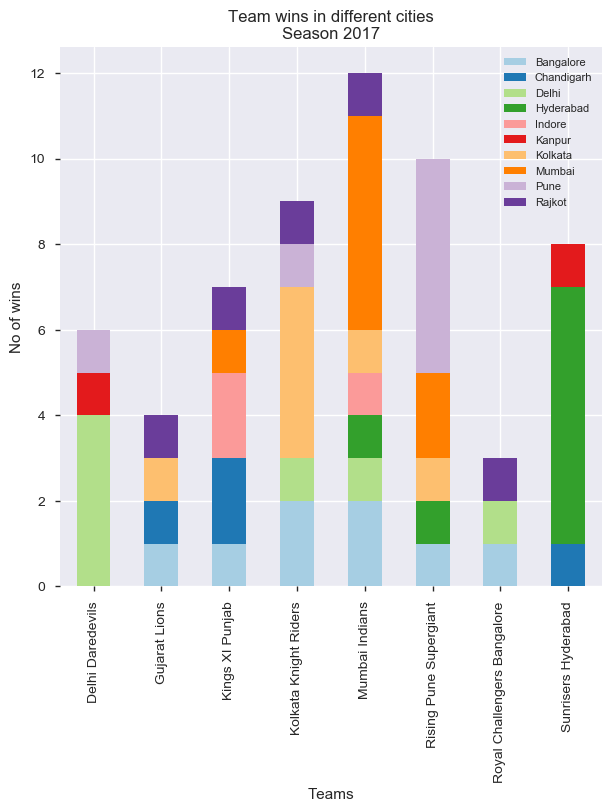 Team wins in different cities
Season 2017
Bangalore
Chandigarh
Delhi
Hyderabad
Indore
Kanpur
Kolkata
Mumbai
Pune
Rajkot
No of wins
12
10
8
6
4
2
0
Delhi Daredevils
Gujarat Lions
Kings XI Punjab
Kolkata Knight Riders
Mumbai Indians
Rising Pune Supergiant
Royal Challengers Bangalore
Sunrisers Hyderabad
Teams